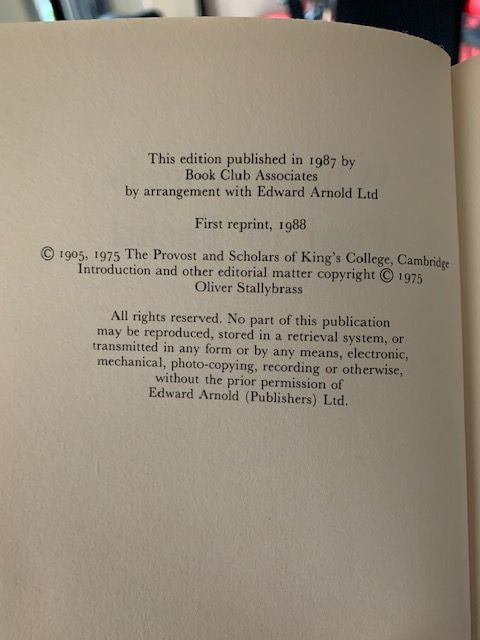 This edition published in 1987 by
Book Club Associates
by arrangement with Edward Arnold Ltd
First reprint, 1988
© 1905, 1975 The Provost and Scholars of King's College, Cambridge
Introduction and other editorial matter copyright © 1975
Oliver Stallybrass
All rights reserved. No part of this publication
may be reproduced, stored in a retrieval system, or
transmitted in any form or by any means, electronic,
mechanical, photo-copying, recording or otherwise,
without the prior permission of
Edward Arnold (Publishers) Ltd.